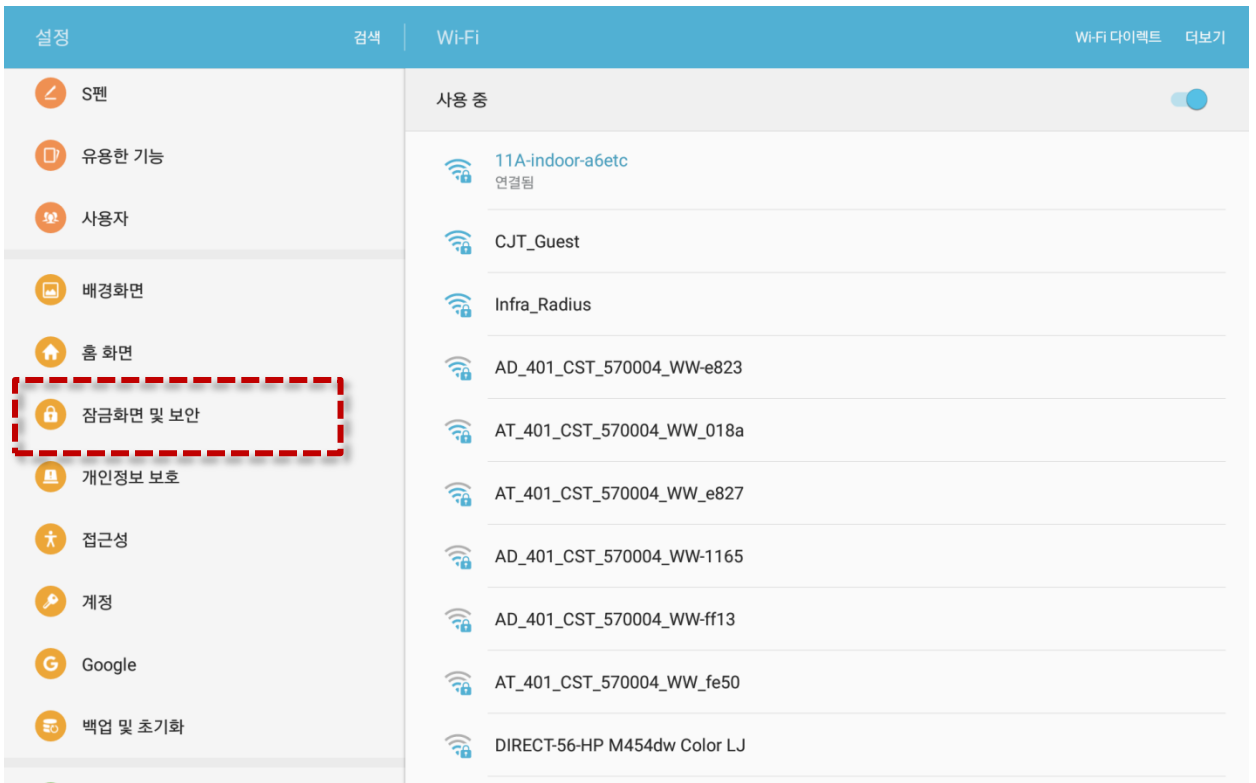 설정
검색
S펜
유용한 기능
사용자
배경화면
홈 화면
잠금화면 및 보안
개인정보 보호
접근성
계정
Google
백업 및 초기화
Wi-Fi
Wi-Fi 다이렉트
더보기
사용 중
11A-indoor-a6etc
연결됨
CJT_Guest
Infra_Radius
AD_401_CST_570004_WW-e823
AT_401_CST_570004_WW_018a
AT_401_CST_570004_WW_e827
AD_401_CST_570004_WW-1165
AD_401_CST_570004_WW-ff13
AT_401_CST_570004_WW_fe50
DIRECT-56-HP M454dw Color LJ